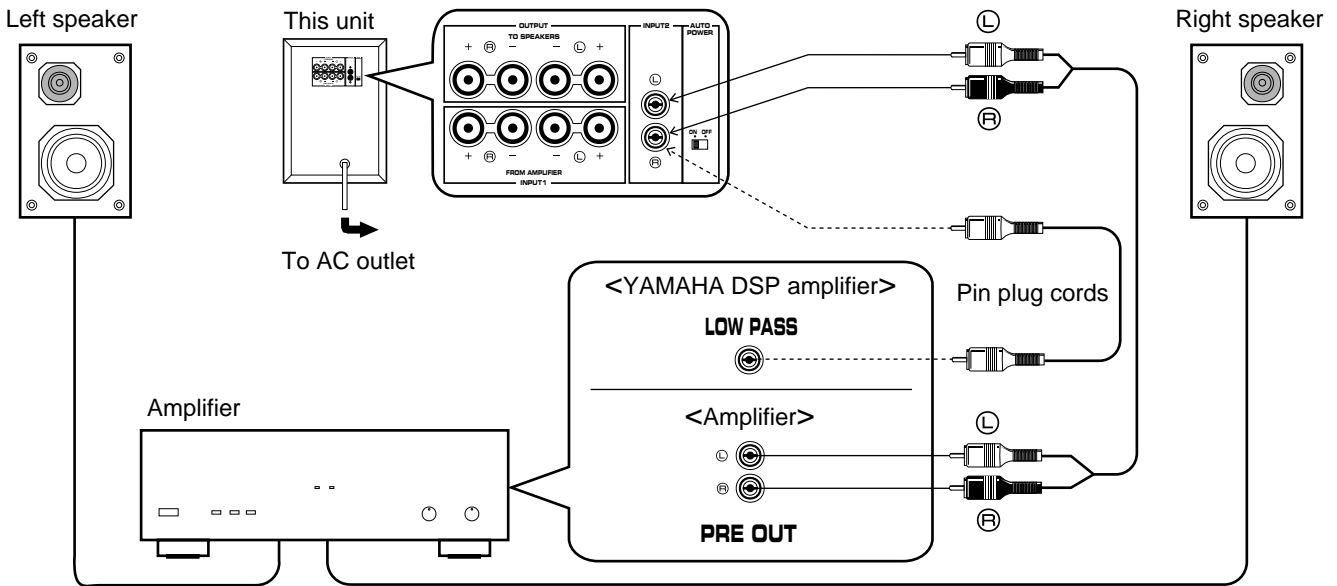 Left speaker
This unit
OUTPUT
TO SPEAKERS
INPUT2
AUTO
POWER
Right speaker
+ R - - L +
L
R
L
R
ON OFF
+ R - - L +
FROM AMPLIFIER
INPUT1
To AC outlet
<YAMAHA DSP amplifier>
LOW PASS
Pin plug cords
Amplifier
<Amplifier>
L
R
L
R
PRE OUT